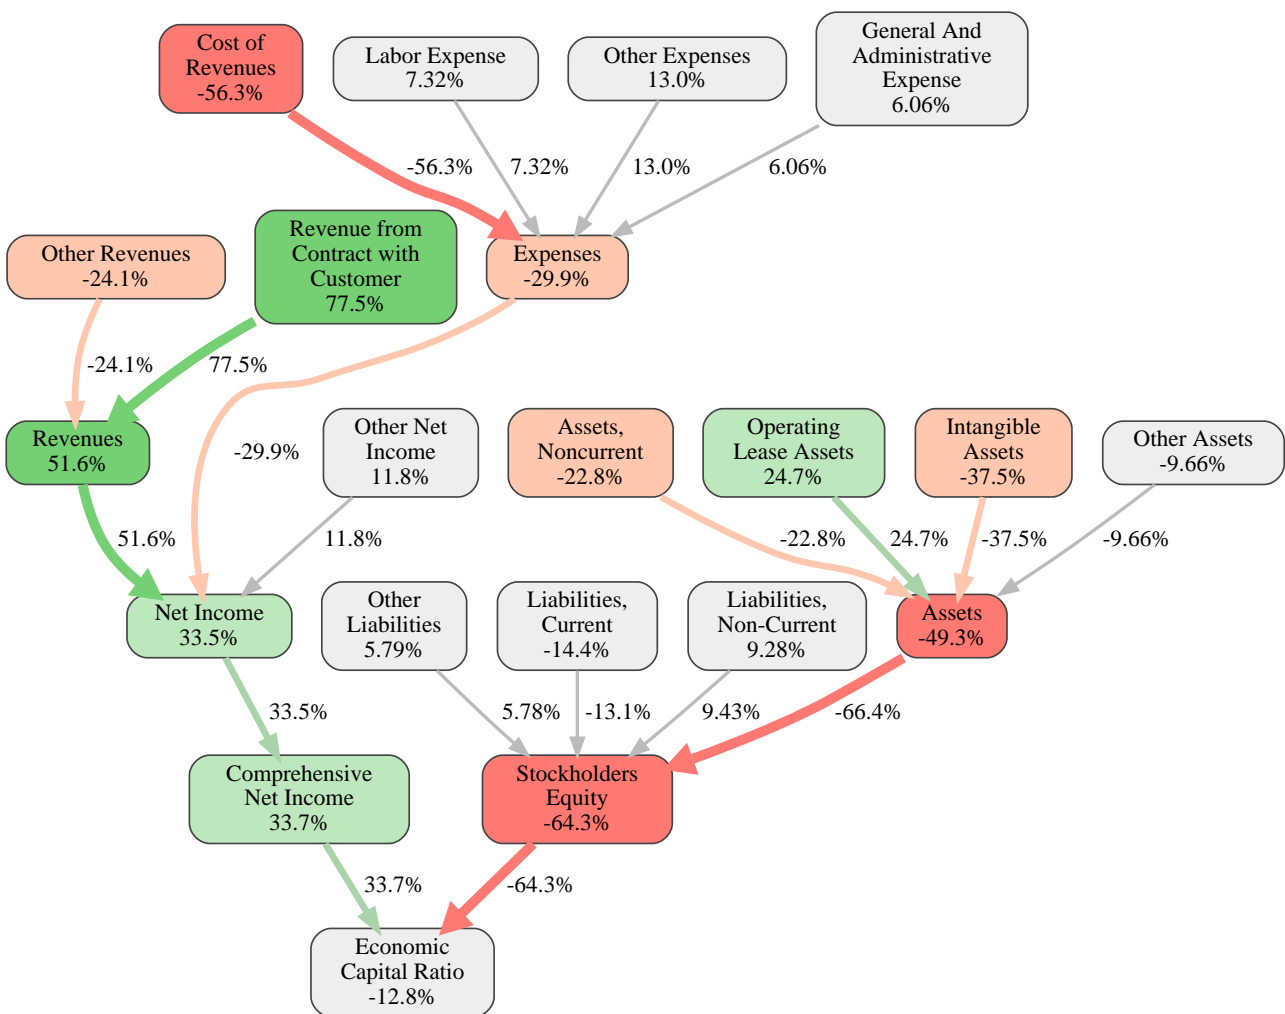 Cost of
Revenues
-56.3%
Labor Expense
7.32%
Other Expenses
13.0%
General And
Administrative
Expense
6.06%
-56.3%
7.32%
13.0%
6.06%
Other Revenues
-24.1%
Revenue from
Contract with
Customer
77.5%
Expenses
-29.9%
-24.1%
77.5%
-29.9%
Revenues
51.6%
Other Net
Income
11.8%
Assets,
Noncurrent
-22.8%
Operating
Lease Assets
24.7%
Intangible
Assets
-37.5%
Other Assets
-9.66%
51.6%
11.8%
-22.8%
24.7%
-37.5%
-9.66%
Net Income
33.5%
Other
Liabilities
5.79%
Liabilities,
Current
-14.4%
Liabilities,
Non-Current
9.28%
Assets
-49.3%
33.5%
5.78%
-13.1%
9.43%
-66.4%
Comprehensive
Net Income
33.7%
Stockholders
Equity
-64.3%
33.7%
-64.3%
Economic
Capital Ratio
-12.8%